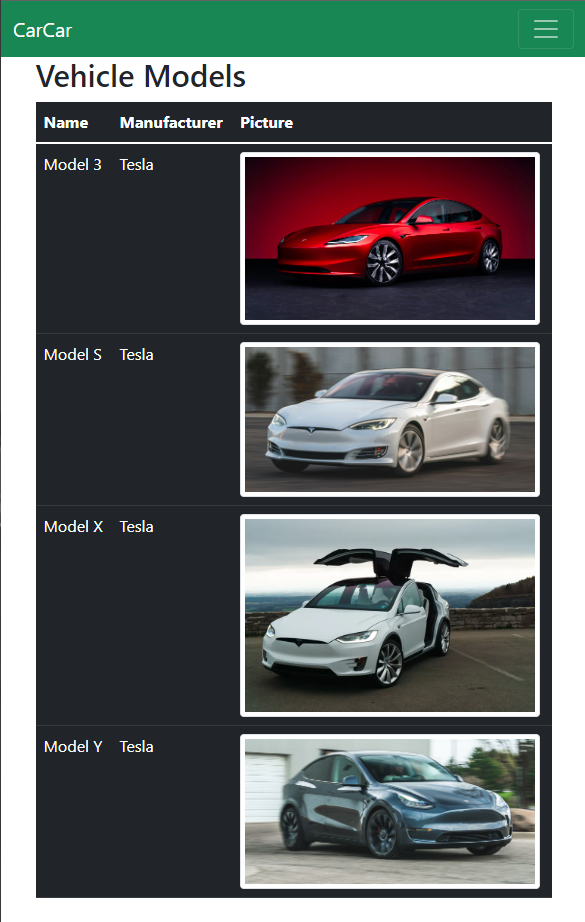 CarCar
Vehicle Models
Name Manufacturer Picture
Model 3 Tesla
Model S Tesla
Model X Tesla
Model Y Tesla